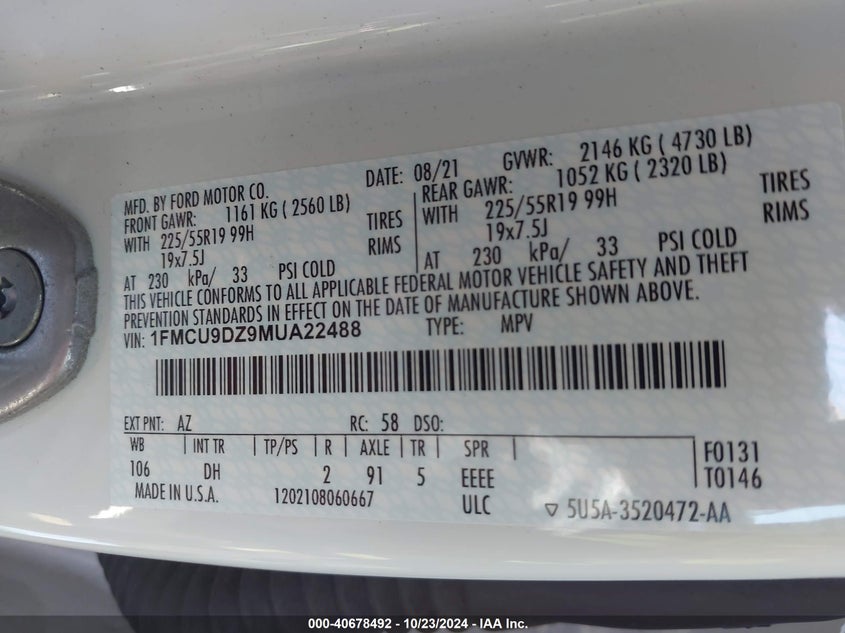 MFD. BY FORD MOTOR CO. DATE: 08/21 GVWR: 2146 KG ( 4730 LB)
FRONT GAWR: 1161 KG ( 2560 LB) REAR GAWR: 1052 KG ( 2320 LB)
WITH 225/55R19 99H TIRES WITH 225/55R19 99H TIRES
19x7.5J RIMS 19x7.5J RIMS
AT 230 kPa/ 33 PSI COLD AT 230 kPa/ 33 PSI COLD
THIS VEHICLE CONFORMS TO ALL APPLICABLE FEDERAL MOTOR VEHICLE SAFETY AND THEFT
PREVENTION STANDARDS IN EFFECT ON THE DATE OF MANUFACTURE SHOWN ABOVE.
VIN: 1FMCU9DZ9MUA22488 TYPE: MPV
EXT PNT: AZ RC: 58 DSO:
WB INT TR TP/PS R AXLE TR SPR F0131
106 DH 2 91 5 EEEE T0146
MADE IN U.S.A. 1202108060667 ULC ▽ 5U5A-3520472-AA
000-40678492 - 10/23/2024 - IAA Inc.